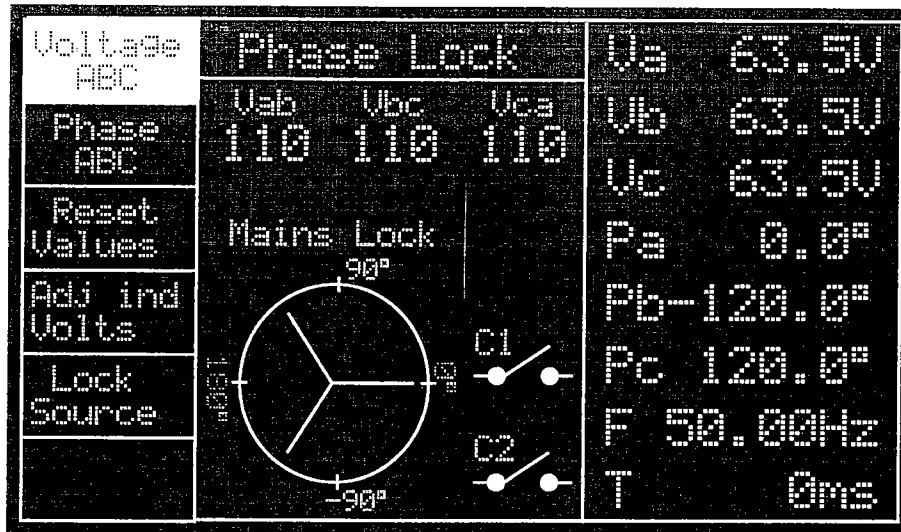 Voltage
ABC
Phase
ABC
Reset
Values
Adj ind
Volts
Lock
Source
Phase Lock
Vab Vbc Vca
110 110 110
Mains Lock
90°
0°
-90°
C1
C2
Va 63.5V
Vb 63.5V
Vc 63.5V
Pa 0.0°
Pb-120.0°
Pc 120.0°
F 50.00Hz
T 0ms